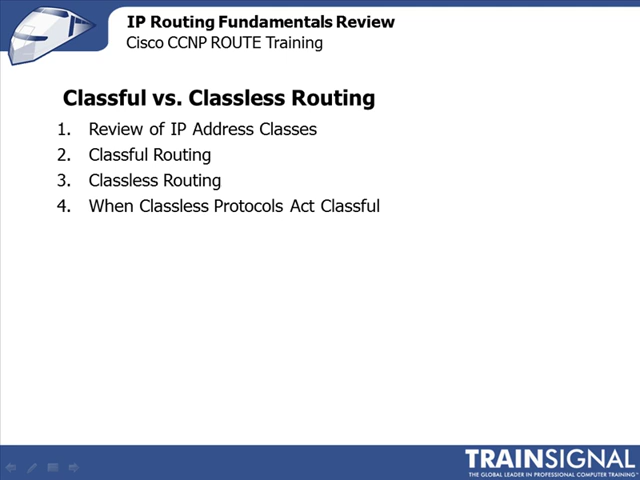 IP Routing Fundamentals Review
Cisco CCNP ROUTE Training
Classful vs. Classless Routing
1. Review of IP Address Classes
2. Classful Routing
3. Classless Routing
4. When Classless Protocols Act Classful
TRAINSIGNAL
THE GLOBAL LEADER IN PROFESSIONAL COMPUTER TRAINING™